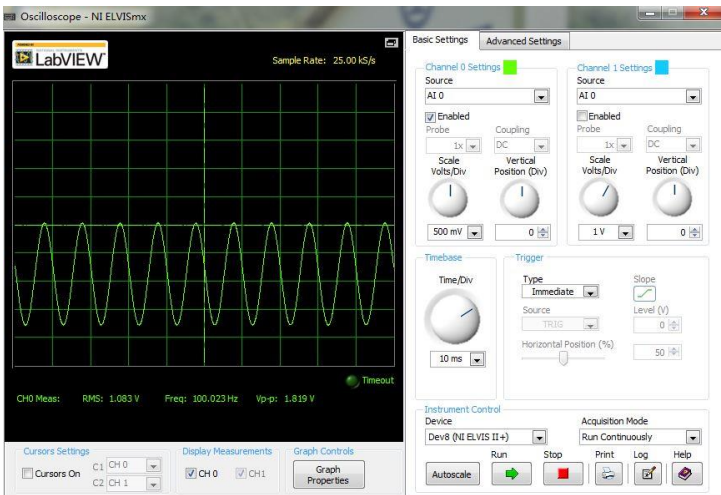 Oscilloscope - NI ELVISmx
LabVIEW
Sample Rate: 25.00 kS/s
Timeout
CH0 Meas: RMS: 1.083 V Freq: 100.023 Hz Vp-p: 1.819 V
Cursors Settings
Cursors On
C1 CH 0
C2 CH 1
Display Measurements
CH 0 CH1
Graph Controls
Graph
Properties
Basic Settings Advanced Settings
Channel 0 Settings
Source
AI 0
Enabled
Probe Coupling
1x DC
Scale Vertical
Volts/Div Position (Div)
500 mV 0
Channel 1 Settings
Source
AI 0
Enabled
Probe Coupling
1x DC
Scale Vertical
Volts/Div Position (Div)
1 V 0
Timebase
Time/Div
10 ms
Trigger
Type Slope
Immediate
Source Level (V)
TRIG 0
Horizontal Position (%)
50
Instrument Control
Device Acquisition Mode
Dev8 (NI ELVIS II+) Run Continuously
Run Stop Print Log Help
Autoscale